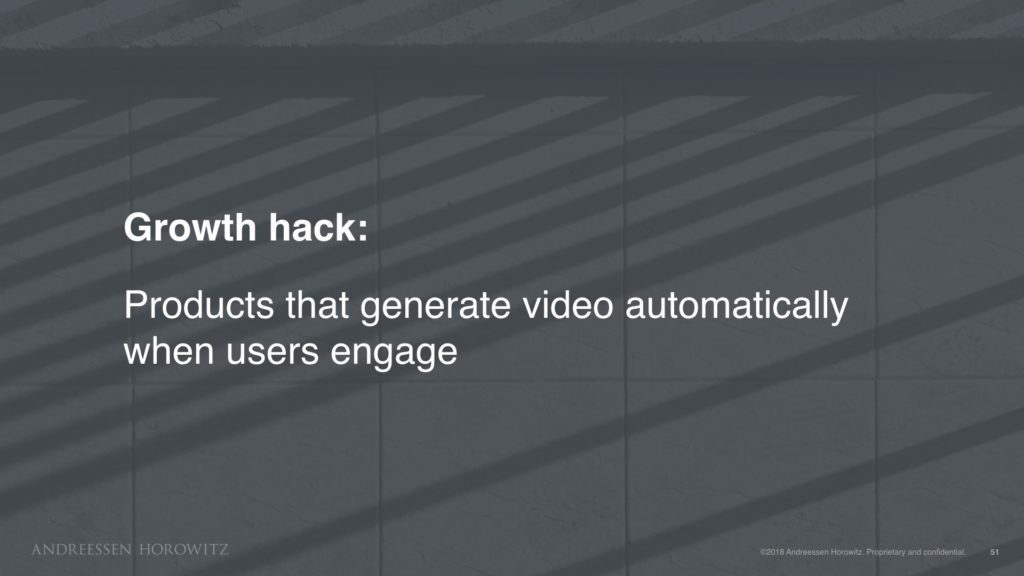 Growth hack:
Products that generate video automatically
when users engage
ANDREESSEN HOROWITZ
©2018 Andreessen Horowitz. Proprietary and confidential.
51